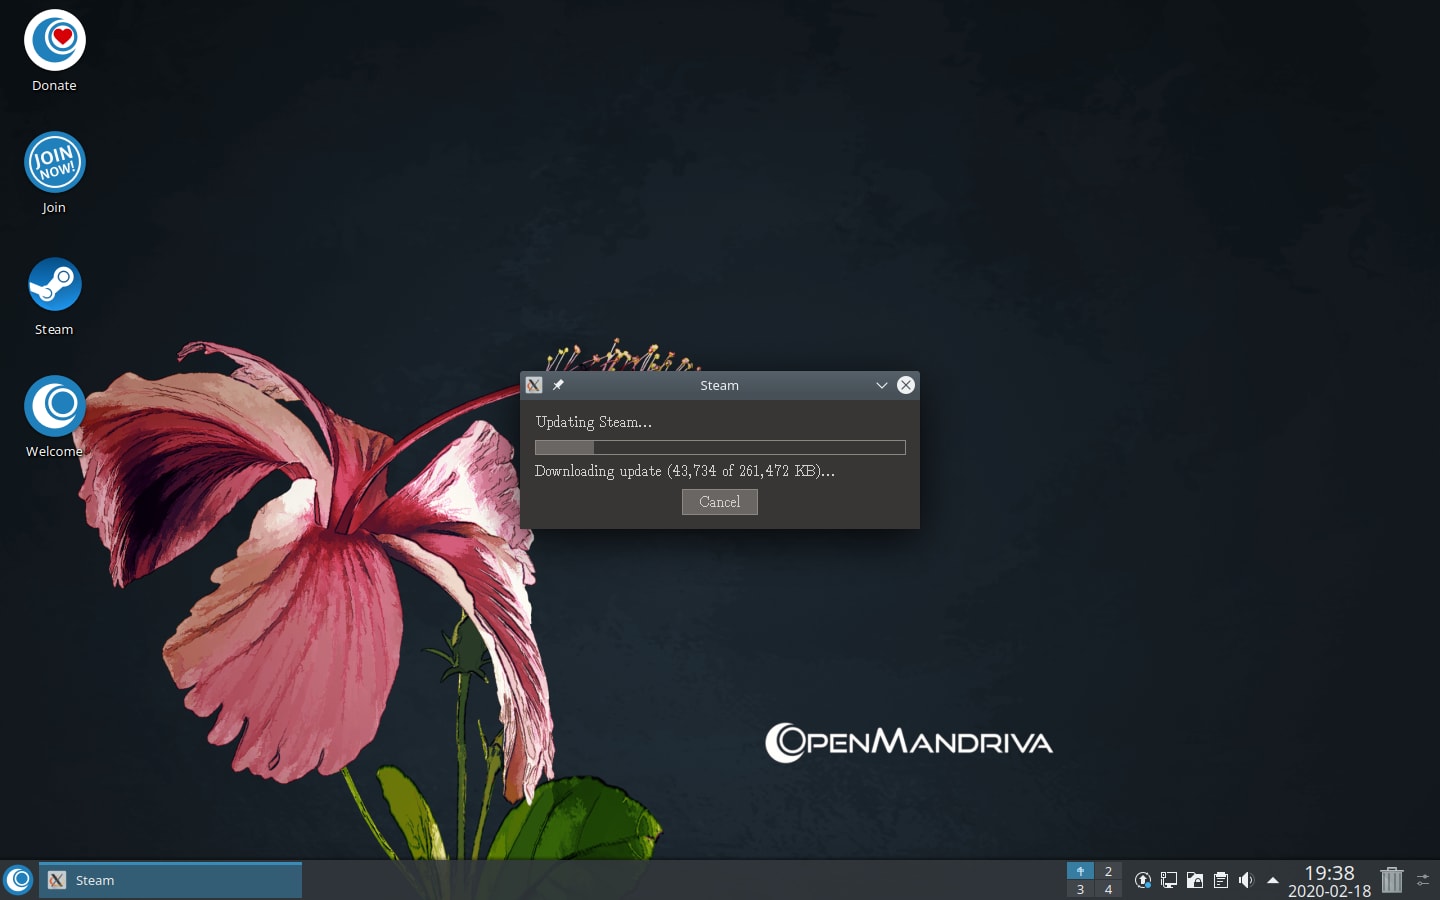 Donate
JOIN
NOW!
Join
Steam
Welcome
Steam
Updating Steam...
Downloading update (43,734 of 261,472 KB)...
Cancel
OPENMANDRIVA
Steam
2
3 4
19:38
2020-02-18